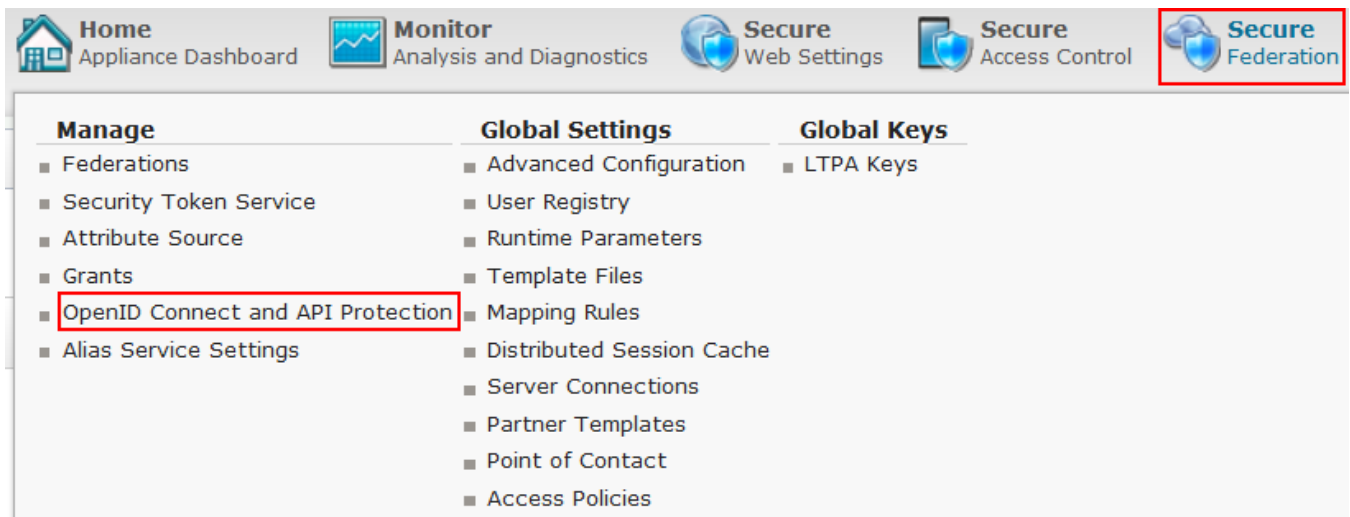 Home
Appliance Dashboard
Monitor
Analysis and Diagnostics
Secure
Web Settings
Secure
Access Control
Secure
Federation
Manage
Federations
Security Token Service
Attribute Source
Grants
OpenID Connect and API Protection
Alias Service Settings
Global Settings
Advanced Configuration
User Registry
Runtime Parameters
Template Files
Mapping Rules
Distributed Session Cache
Server Connections
Partner Templates
Point of Contact
Access Policies
Global Keys
LTPA Keys